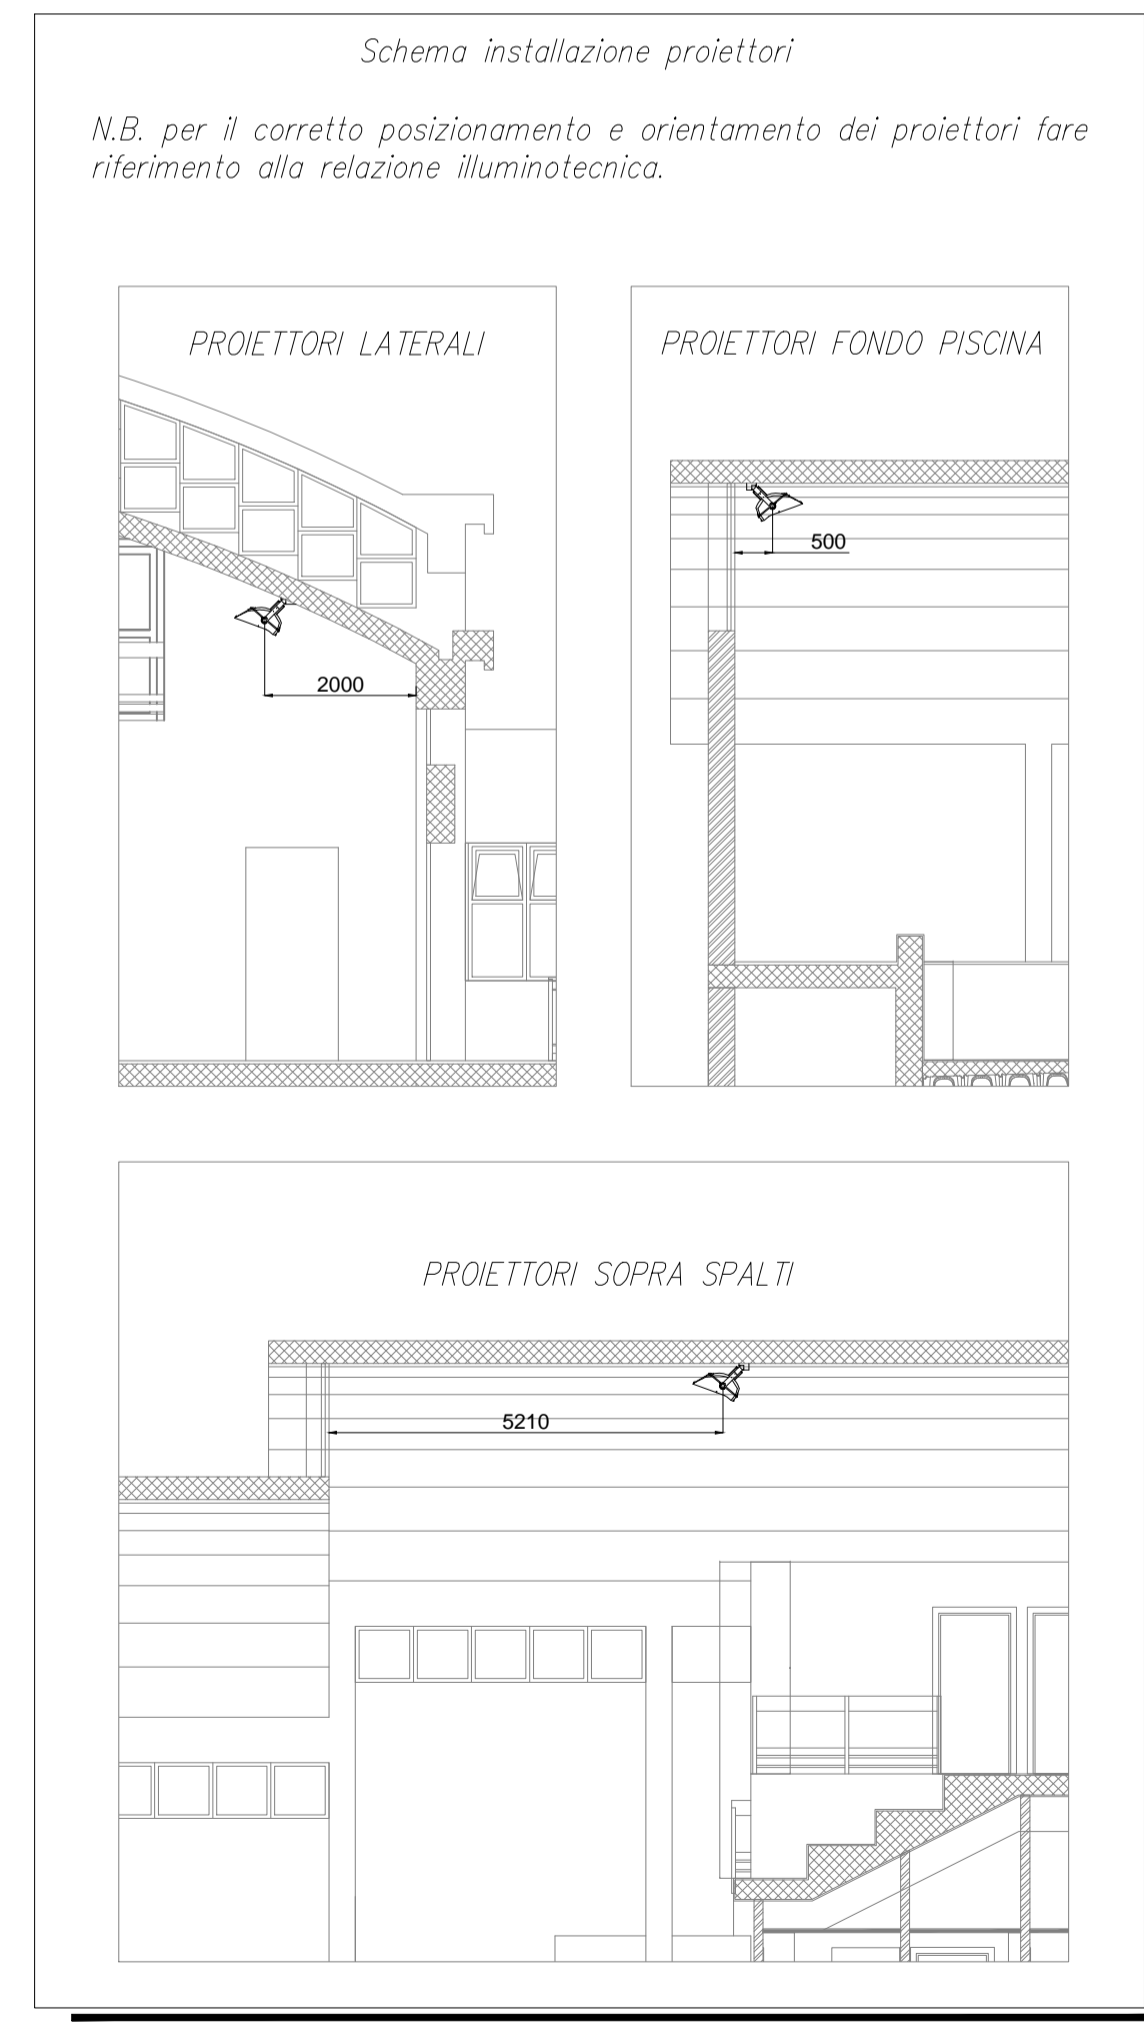 Schema installazione proiettori
N.B. per il corretto posizionamento e orientamento dei proiettori fare
riferimento alla relazione illuminotecnica.
PROIETTORI LATERALI
2000
PROIETTORI FONDO PISCINA
500
PROIETTORI SOPRA SPALTI
5210